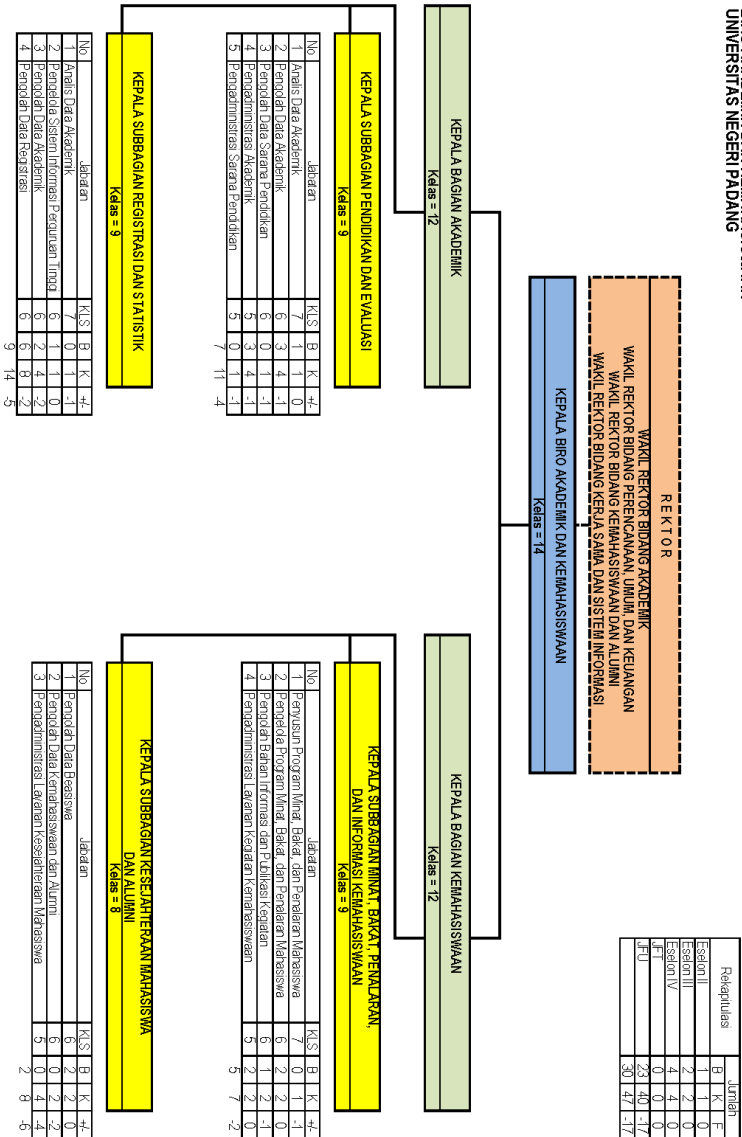 UNIVERSITAS NEGERI PADANG
Rekapitulasi Jumlah
B K F
Eselon II 1 1 0
Eselon III 2 2 0
Eselon IV 4 4 0
JFT 0 0 0
JFU 23 40 -17
30 47 -17
R E K T O R
WAKIL REKTOR BIDANG AKADEMIK
WAKIL REKTOR BIDANG PERENCANAAN, UMUM, DAN KEUANGAN
WAKIL REKTOR BIDANG KEMAHASISWAAN DAN ALUMNI
WAKIL REKTOR BIDANG KERJA SAMA DAN SISTEM INFORMASI
KEPALA BIRO AKADEMIK DAN KEMAHASISWAAN
Kelas = 14
KEPALA BAGIAN AKADEMIK
Kelas = 12
KEPALA BAGIAN KEMAHASISWAAN
Kelas = 12
KEPALA SUBBAGIAN PENDIDIKAN DAN EVALUASI
Kelas = 9
No Jabatan KLS B K +/-
1 Analis Data Akademik 7 1 1 0
2 Pengolah Data Akademik 6 3 4 -1
3 Pengolah Data Sarana Pendidikan 6 0 1 -1
4 Pengadministrasi Akademik 5 3 4 -1
5 Pengadministrasi Sarana Pendidikan 5 0 1 -1
7 11 -4
KEPALA SUBBAGIAN MINAT, BAKAT, PENALARAN,
DAN INFORMASI KEMAHASISWAAN
Kelas = 9
No Jabatan KLS B K +/-
1 Penyusun Program Minat, Bakat, dan Penalaran Mahasiswa 7 0 1 -1
2 Pengelola Program Minat, Bakat, dan Penalaran Mahasiswa 6 2 2 0
3 Pengolah Bahan Informasi dan Publikasi Kegiatan 6 1 2 -1
4 Pengadministrasi Layanan Kegiatan Kemahasiswaan 5 2 2 0
5 7 -2
KEPALA SUBBAGIAN REGISTRASI DAN STATISTIK
Kelas = 9
No Jabatan KLS B K +/-
1 Analis Data Akademik 7 0 1 -1
2 Pengelola Sistem Informasi Perguruan Tinggi 6 1 1 0
3 Pengolah Data Akademik 6 2 4 -2
4 Pengolah Data Registrasi 6 6 8 -2
9 14 -5
KEPALA SUBBAGIAN KESEJAHTERAAN MAHASISWA
DAN ALUMNI
Kelas = 8
No Jabatan KLS B K +/-
1 Pengolah Data Beasiswa 6 2 2 0
2 Pengolah Data Kemahasiswaan dan Alumni 6 0 2 -2
3 Pengadministrasi Layanan Kesejahteraan Mahasiswa 5 0 4 -4
2 8 -6